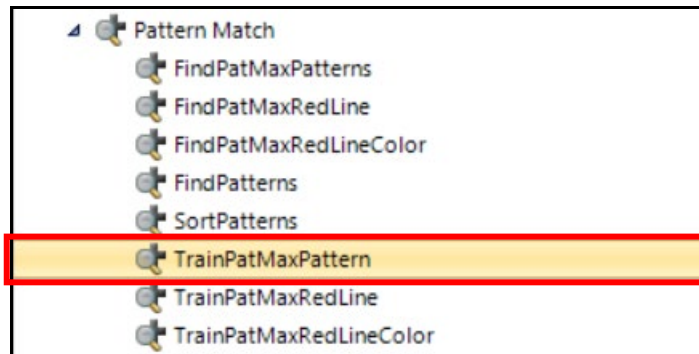 Pattern Match
FindPatMaxPatterns
FindPatMaxRedLine
FindPatMaxRedLineColor
FindPatterns
SortPatterns
TrainPatMaxPattern
TrainPatMaxRedLine
TrainPatMaxRedLineColor